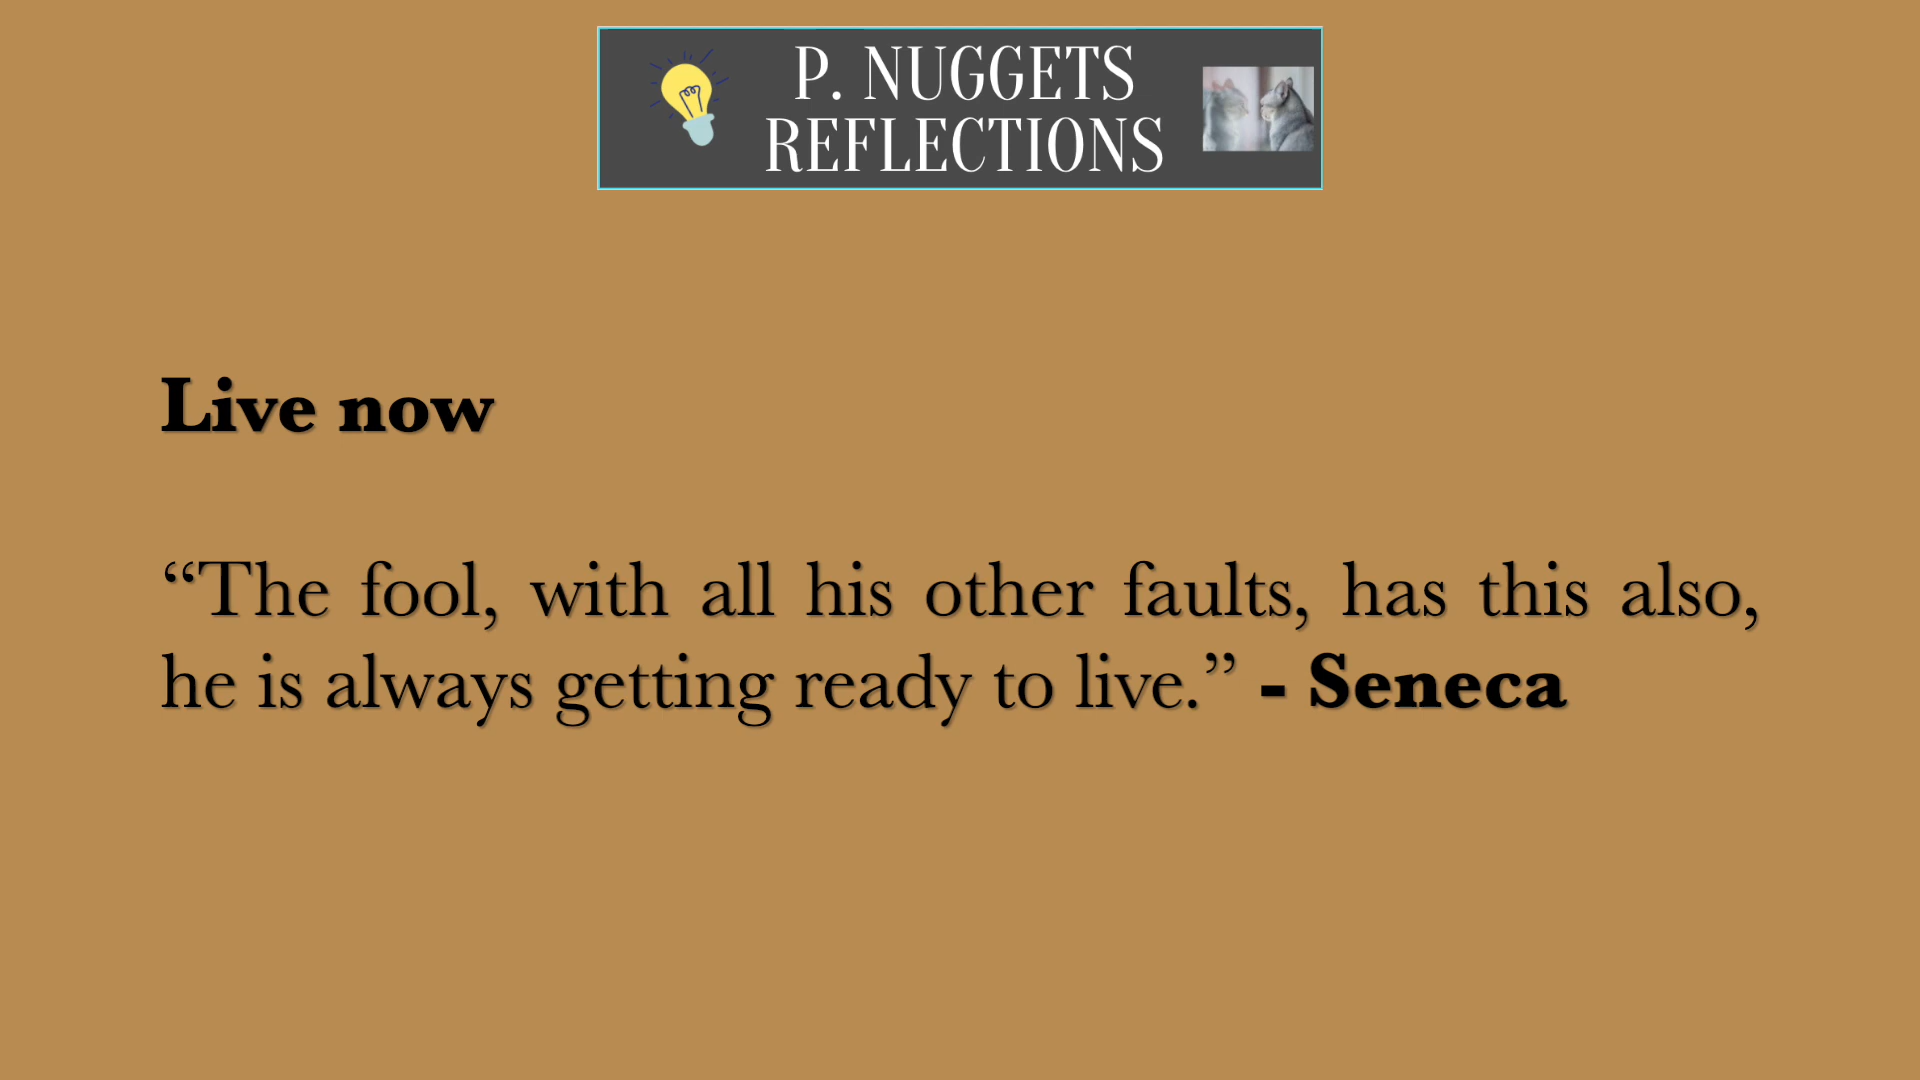 P. NUGGETS
REFLECTIONS
Live now
“The fool, with all his other faults, has this also,
he is always getting ready to live.” - Seneca